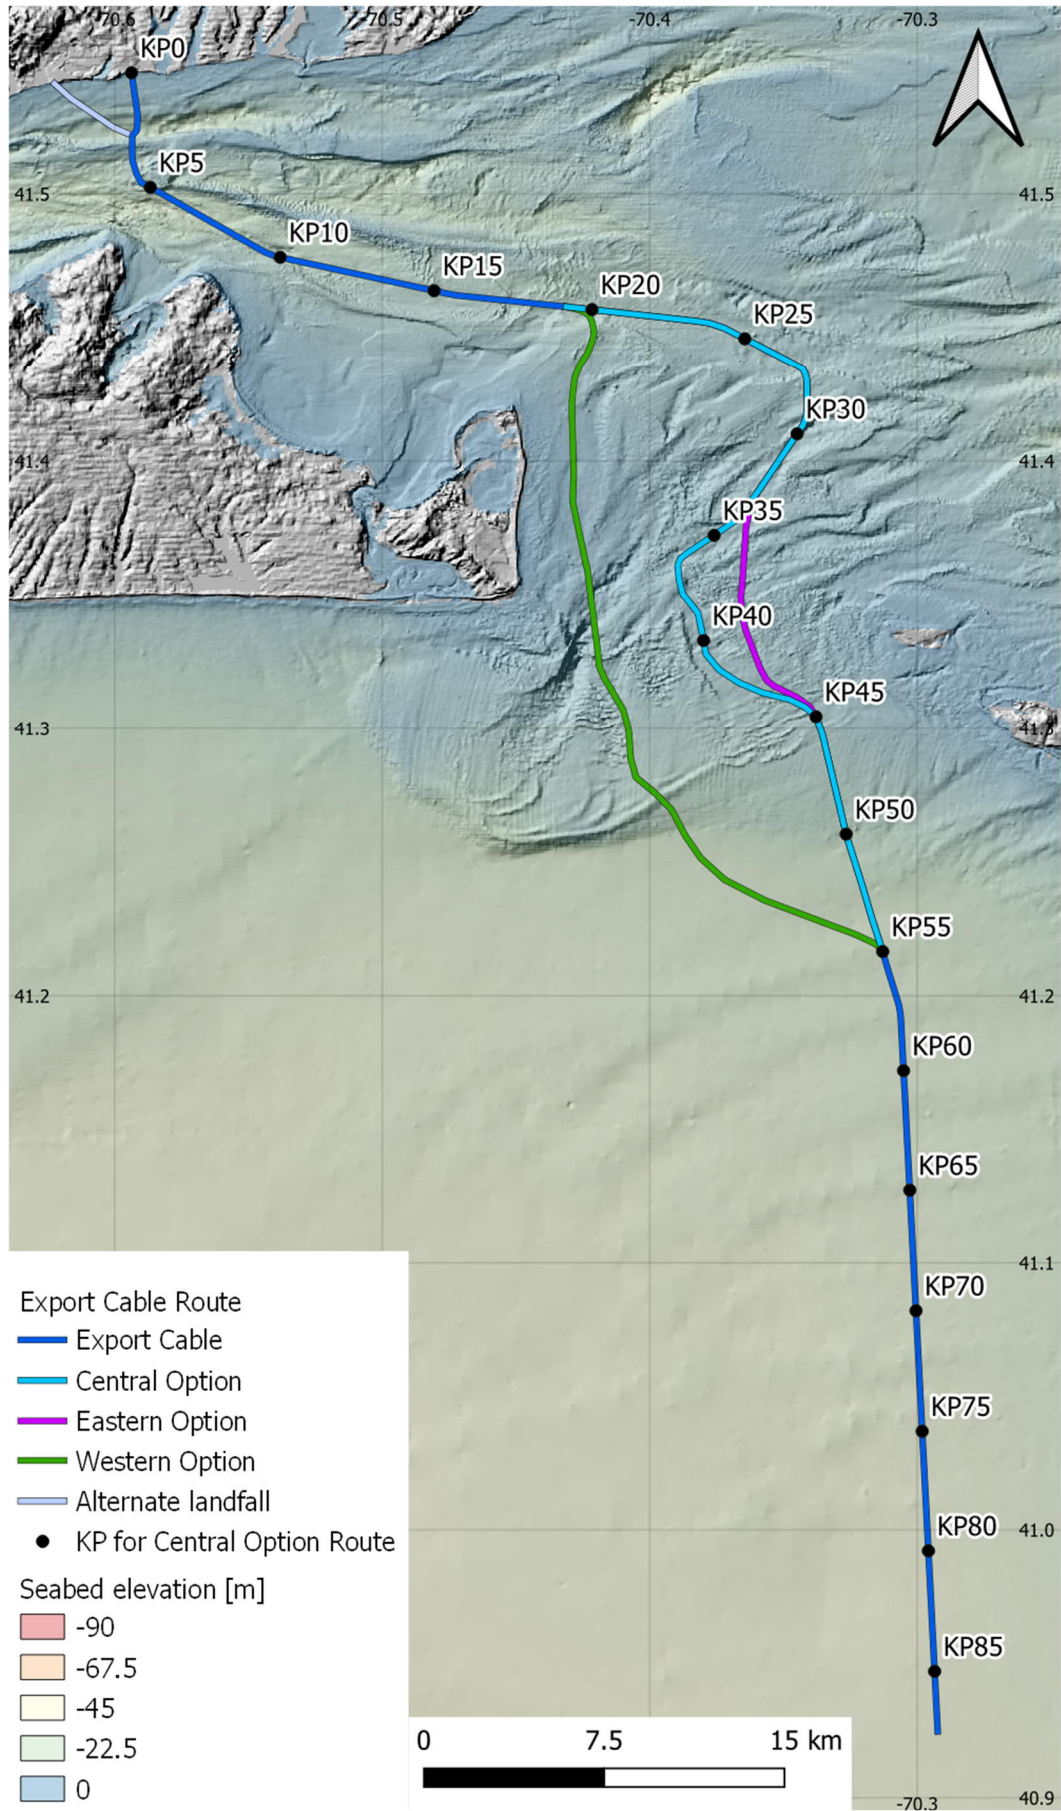 -70.6
-70.5
-70.4
-70.3
KP0
KP5
41.5
41.5
KP10
KP15
KP20
KP25
KP30
41.4
41.4
KP35
KP40
KP45
41.3
41.3
KP50
KP55
41.2
41.2
KP60
KP65
41.1
KP70
KP75
KP80
41.0
KP85
-70.3
40.9
Export Cable Route
Export Cable
Central Option
Eastern Option
Western Option
Alternate landfall
KP for Central Option Route
Seabed elevation [m]
-90
-67.5
-45
-22.5
0
0 7.5 15 km